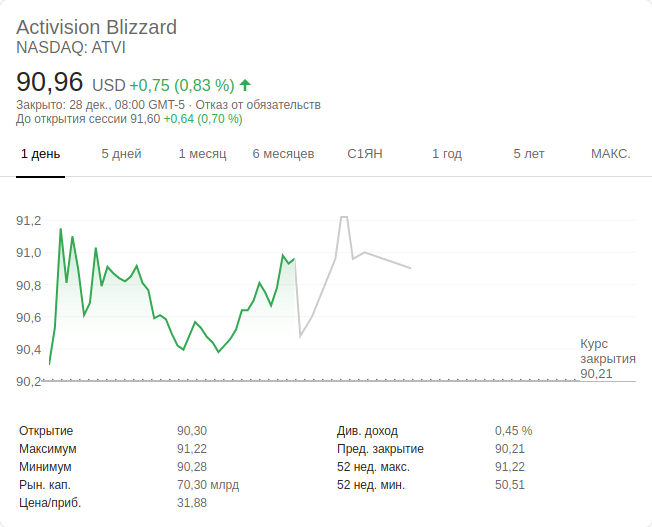 Activision Blizzard
NASDAQ: ATVI
90,96 USD +0,75 (0,83 %)
Закрыто: 28 дек., 08:00 GMT-5 · Отказ от обязательств
До открытия сессии 91,60 +0,64 (0,70 %)
1 день 5 дней 1 месяц 6 месяцев С1ЯН 1 год 5 лет МАКС.
91,2
91,0
90,8
90,6
90,4
90,2
Курс
закрытия
90,21
Открытие 90,30 Див. доход 0,45 %
Максимум 91,22 Пред. закрытие 90,21
Минимум 90,28 52 нед. макс. 91,22
Рын. кап. 70,30 млрд 52 нед. мин. 50,51
Цена/приб. 31,88